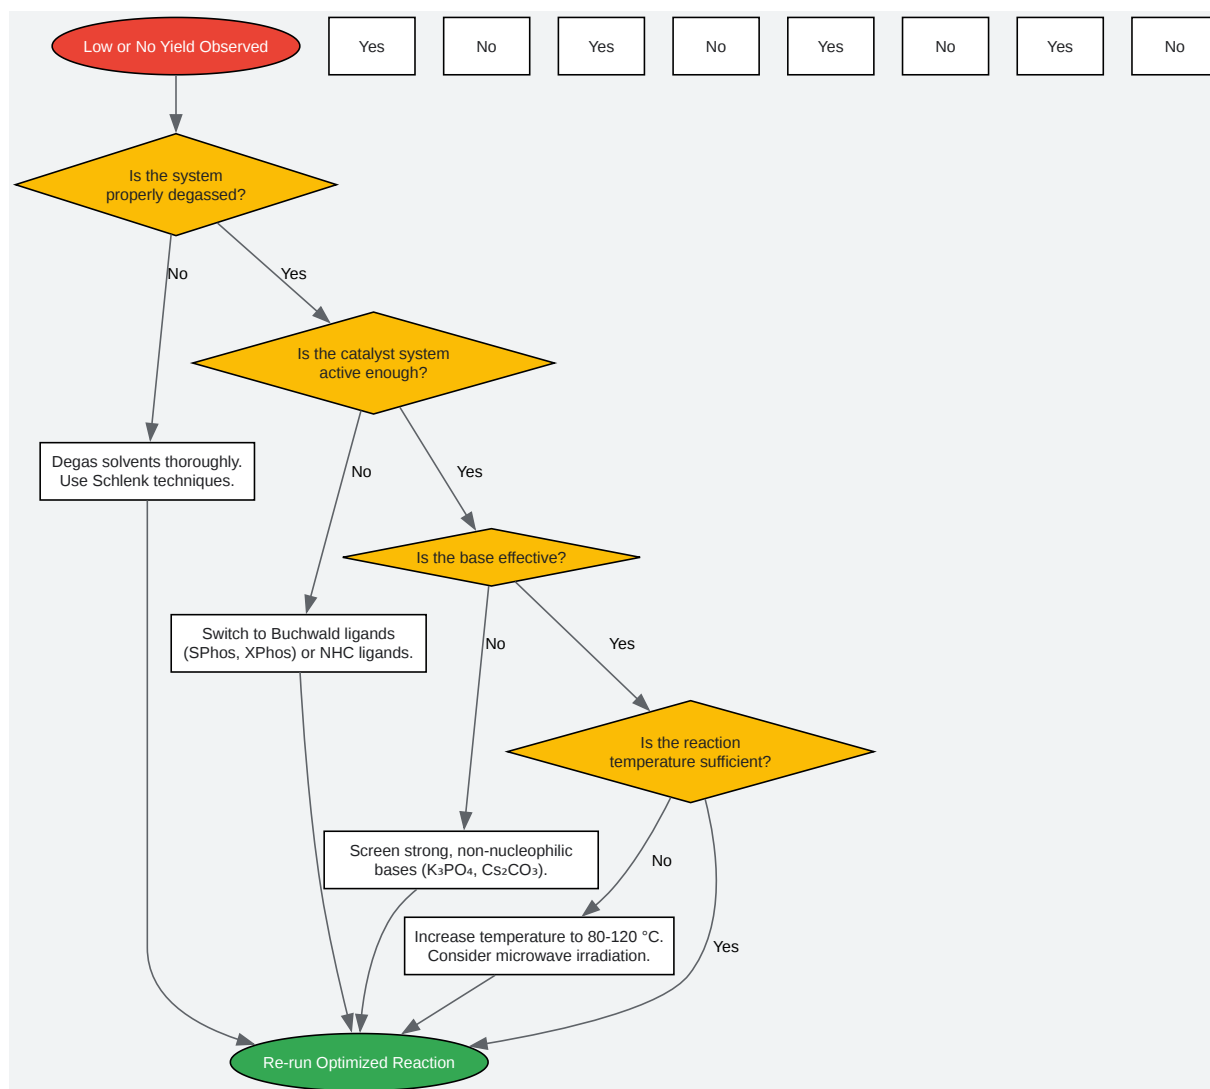 Low or No Yield Observed
Yes
No
Yes
No
Yes
No
Yes
No
Is the system
properly degassed?
No
Yes
Is the catalyst system
active enough?
Degas solvents thoroughly.
Use Schlenk techniques.
No
Yes
Is the base effective?
Switch to Buchwald ligands
(SPhos, XPhos) or NHC ligands.
No
Yes
Is the reaction
temperature sufficient?
Screen strong, non-nucleophilic
bases (K₃PO₄, Cs₂CO₃).
No
Increase temperature to 80-120 °C.
Consider microwave irradiation.
Yes
Re-run Optimized Reaction